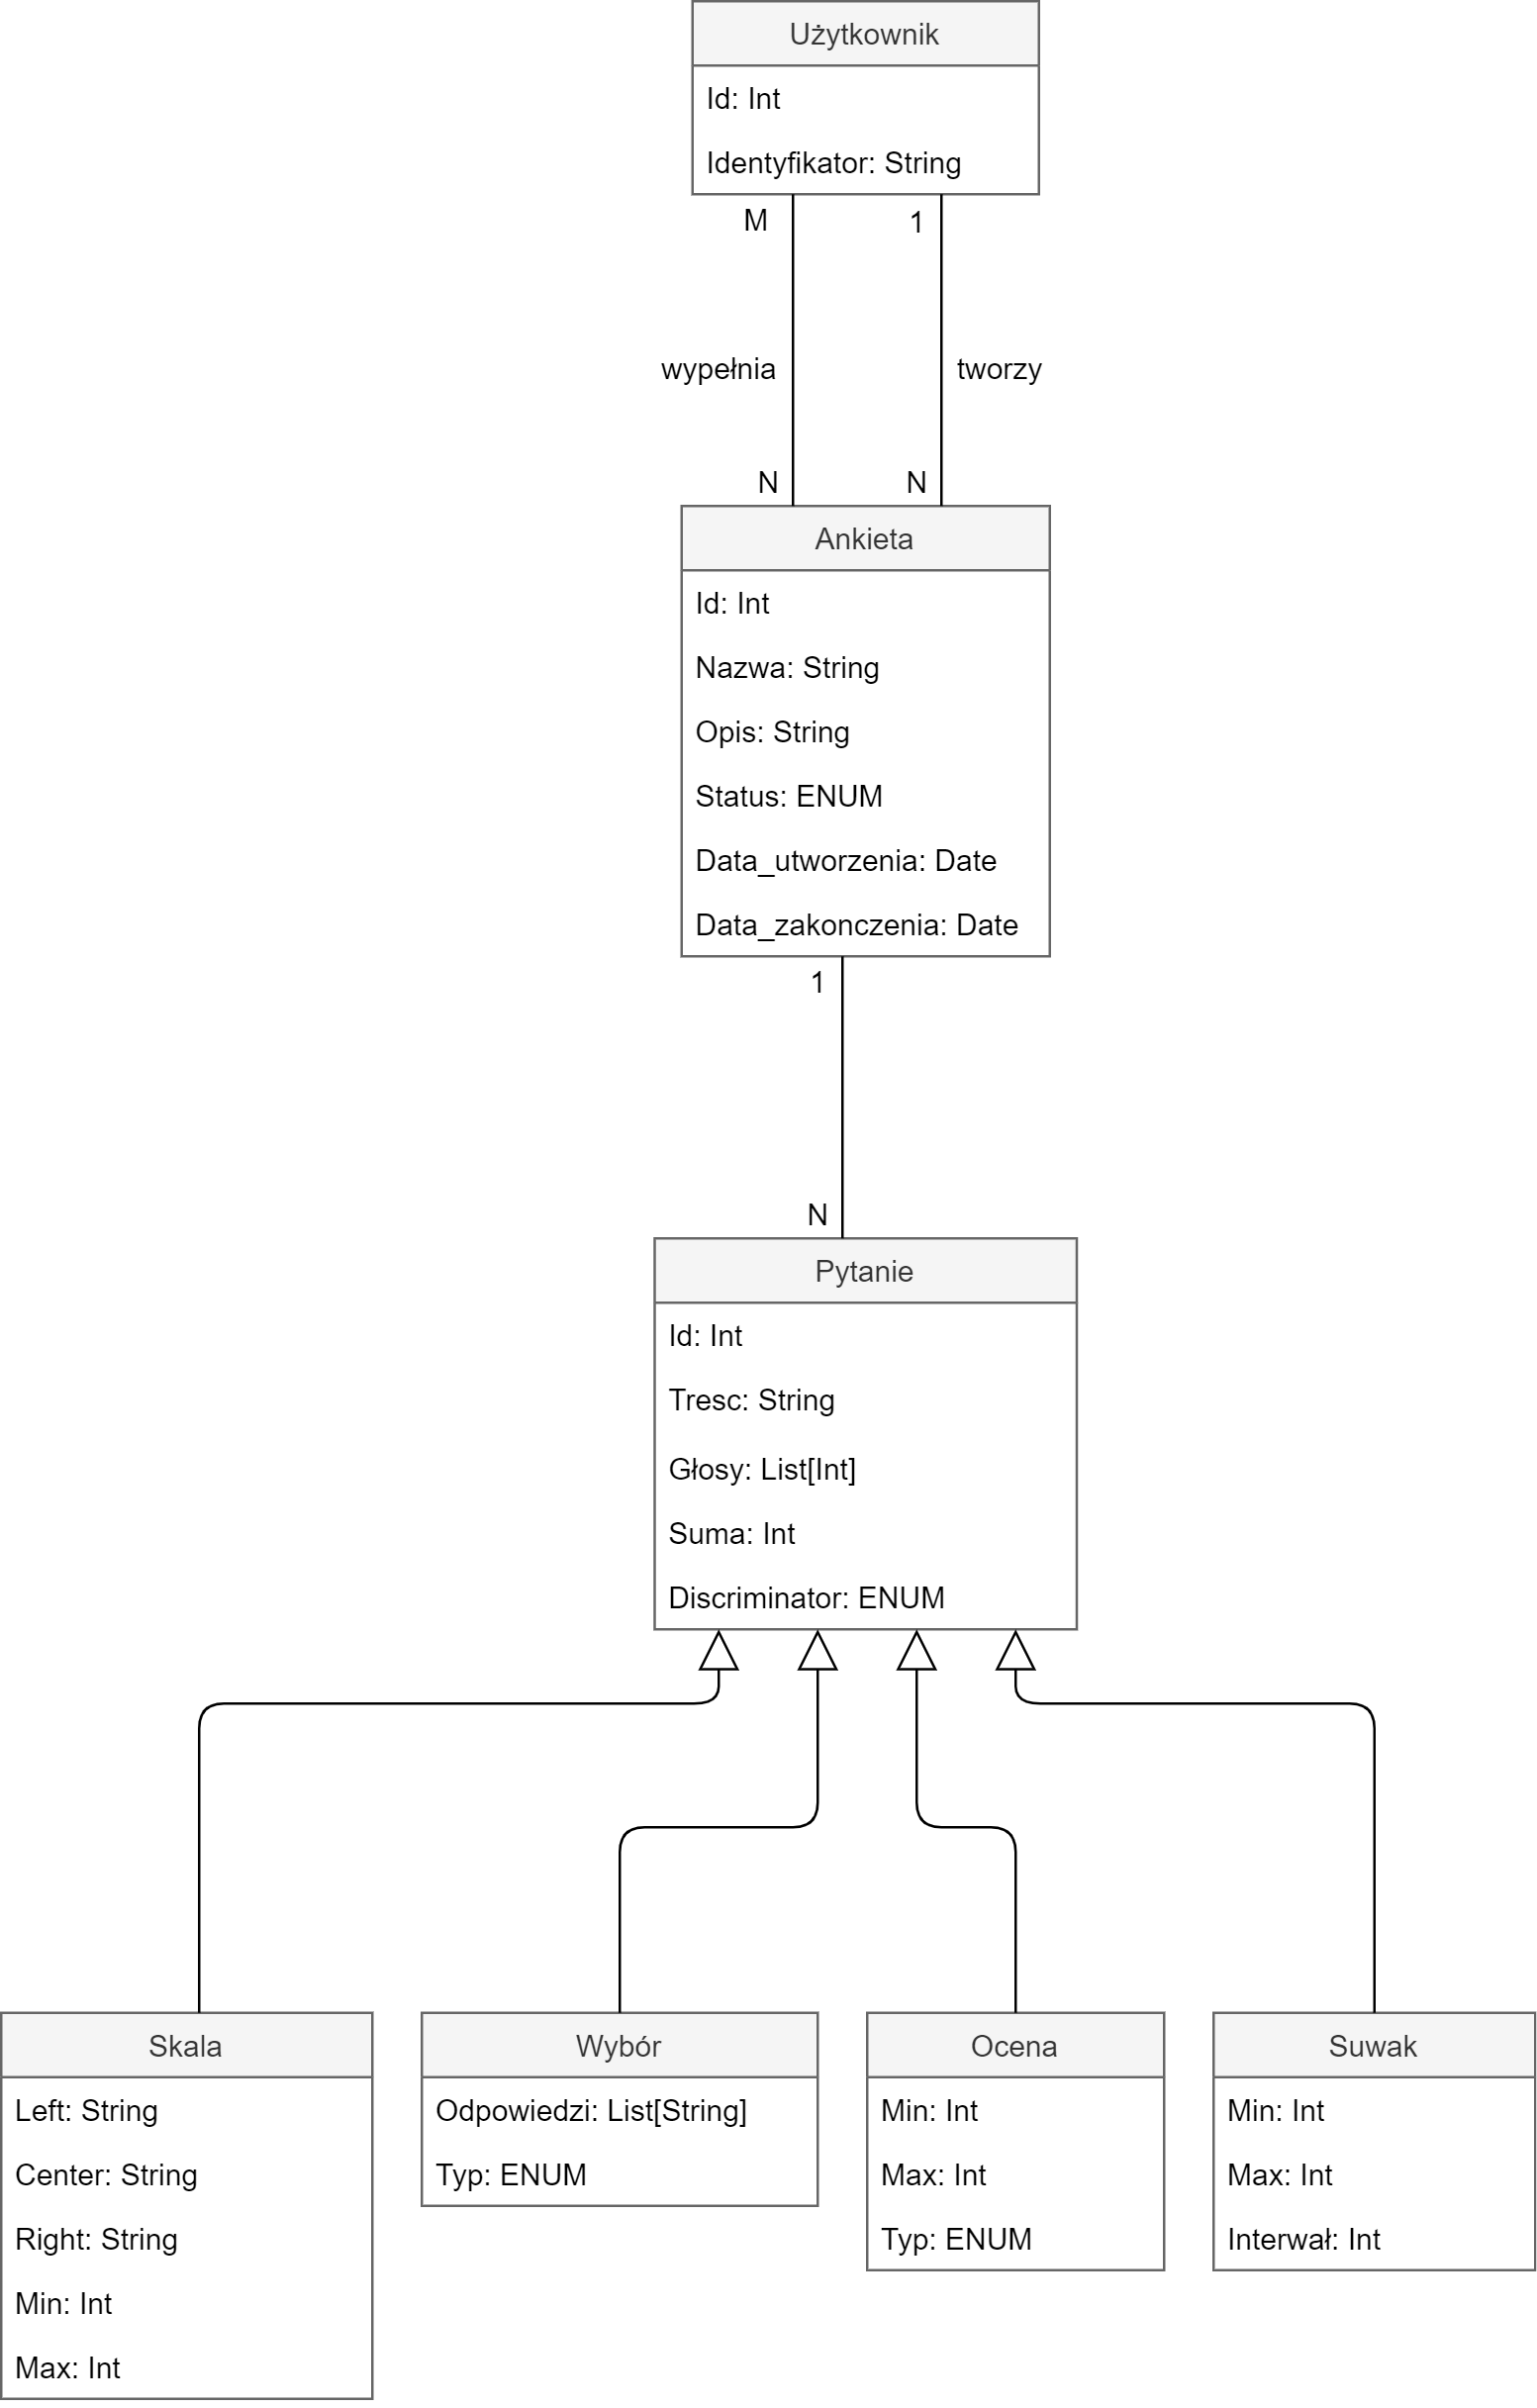 Użytkownik
Id: Int
Identyfikator: String
M
1
wypełnia
tworzy
N
N
Ankieta
Id: Int
Nazwa: String
Opis: String
Status: ENUM
Data_utworzenia: Date
Data_zakonczenia: Date
1
N
Pytanie
Id: Int
Tresc: String
Głosy: List[Int]
Suma: Int
Discriminator: ENUM
Skala
Left: String
Center: String
Right: String
Min: Int
Max: Int
Wybór
Odpowiedzi: List[String]
Typ: ENUM
Ocena
Min: Int
Max: Int
Typ: ENUM
Suwak
Min: Int
Max: Int
Interwał: Int